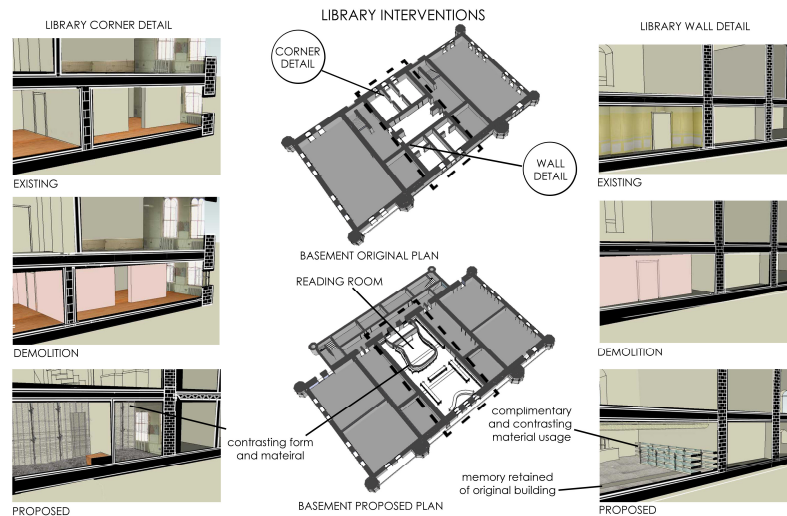 LIBRARY INTERVENTIONS
LIBRARY CORNER DETAIL
EXISTING
DEMOLITION
PROPOSED
CORNER
DETAIL
WALL
DETAIL
BASEMENT ORIGINAL PLAN
READING ROOM
contrasting form
and mateiral
BASEMENT PROPOSED PLAN
complimentary
and contrasting
material usage
memory retained
of original building
LIBRARY WALL DETAIL
EXISTING
DEMOLITION
PROPOSED